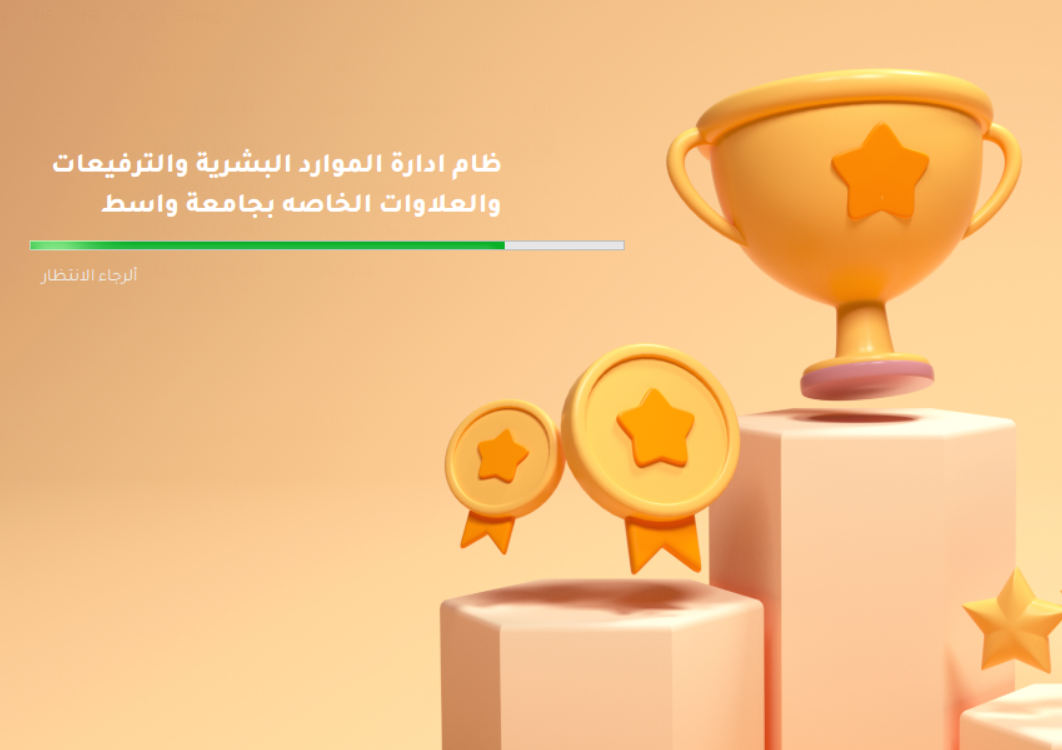 ظام ادارة الموارد البشرية والترفيعات
والعلاوات الخاصه بجامعة واسط
ألرجاء الانتظار